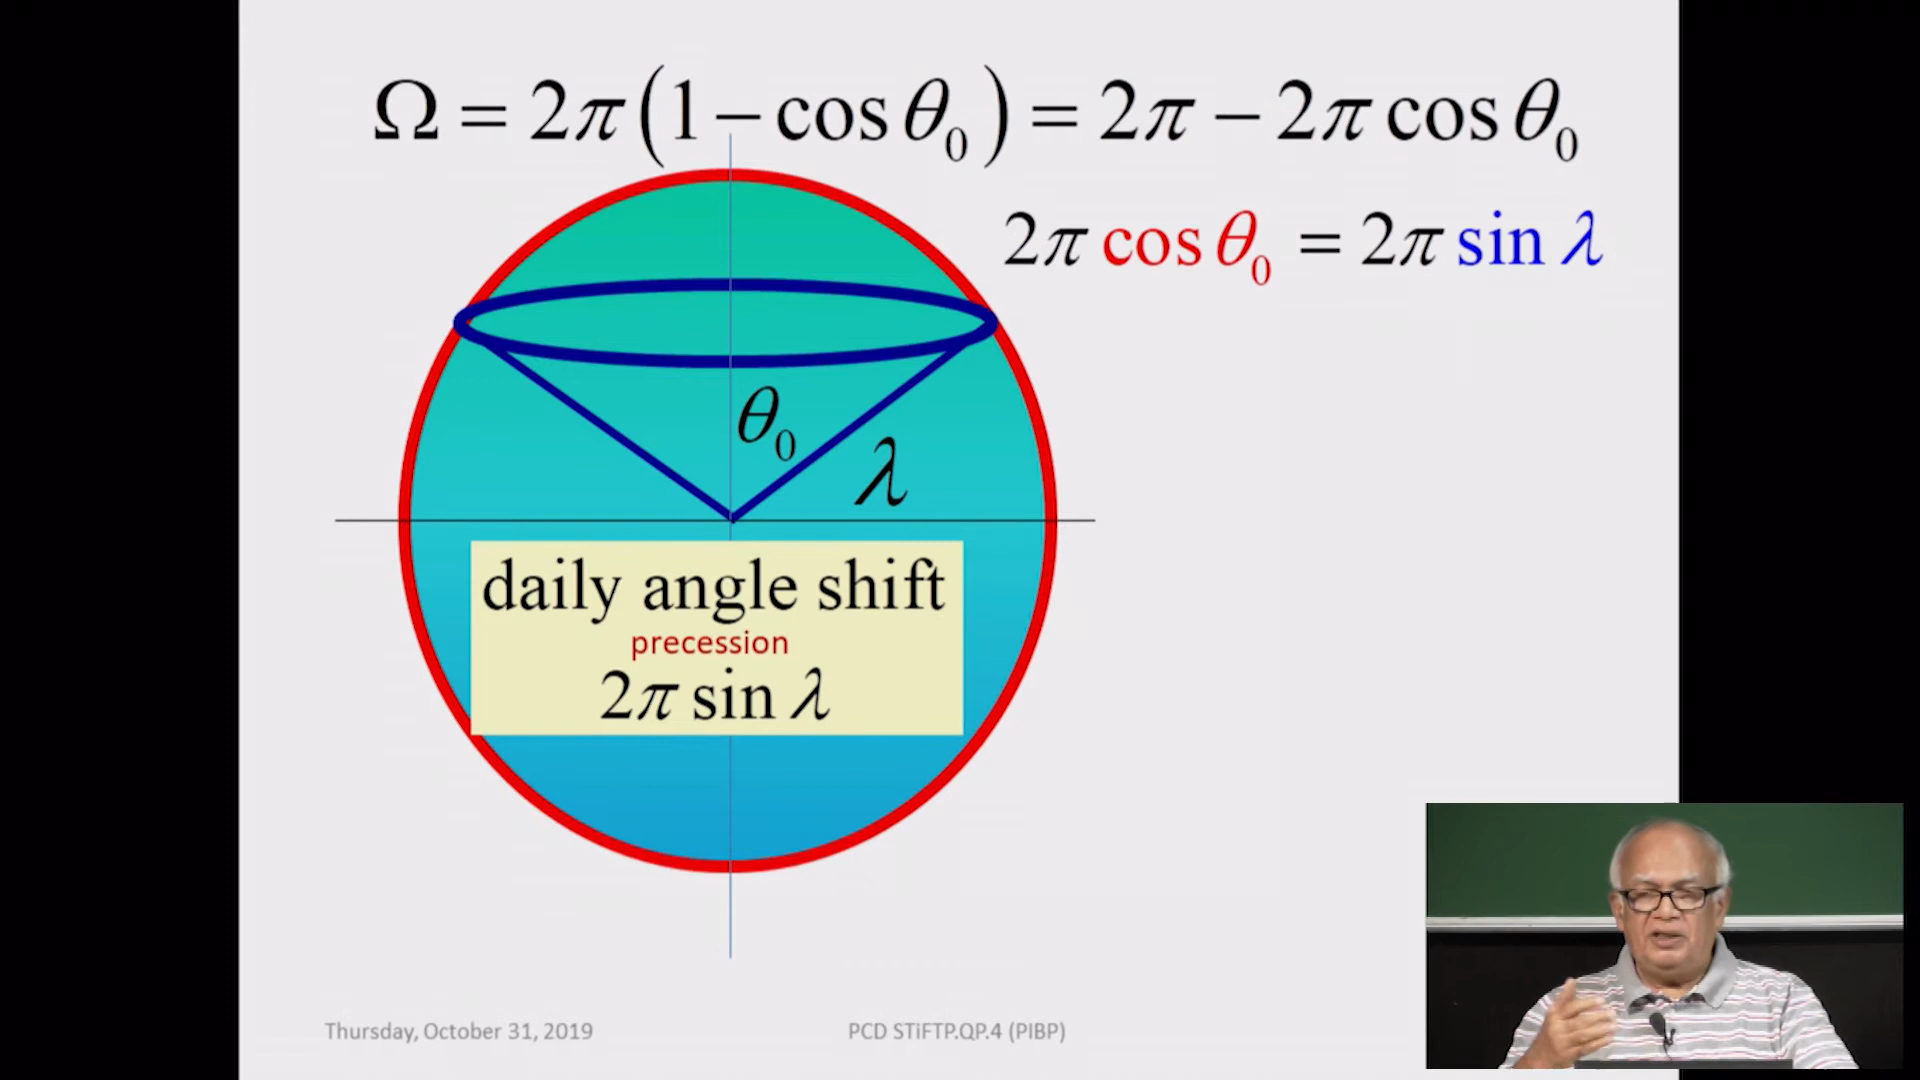 Ω = 2π(1 – cos θ₀) = 2π – 2π cos θ₀
2π cos θ₀ = 2π sin λ
θ₀
λ
daily angle shift
precession
2π sin λ
Thursday, October 31, 2019
PCD STiFTP.QP.4 (PIBP)